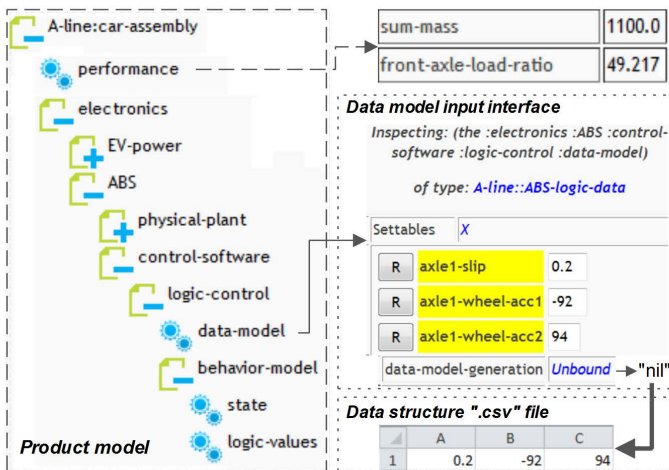 A-line:car-assembly
performance
electronics
EV-power
ABS
physical-plant
control-software
logic-control
data-model
behavior-model
state
logic-values
Product model
sum-mass 1100.0
front-axle-load-ratio 49.217
Data model input interface
Inspecting: (the :electronics :ABS :control-
software :logic-control :data-model)
of type: A-line::ABS-logic-data
Settables X
R axle1-slip 0.2
R axle1-wheel-acc1 -92
R axle1-wheel-acc2 94
data-model-generation Unbound "nil"
Data structure ".csv" file
A B C
1 0.2 -92 94